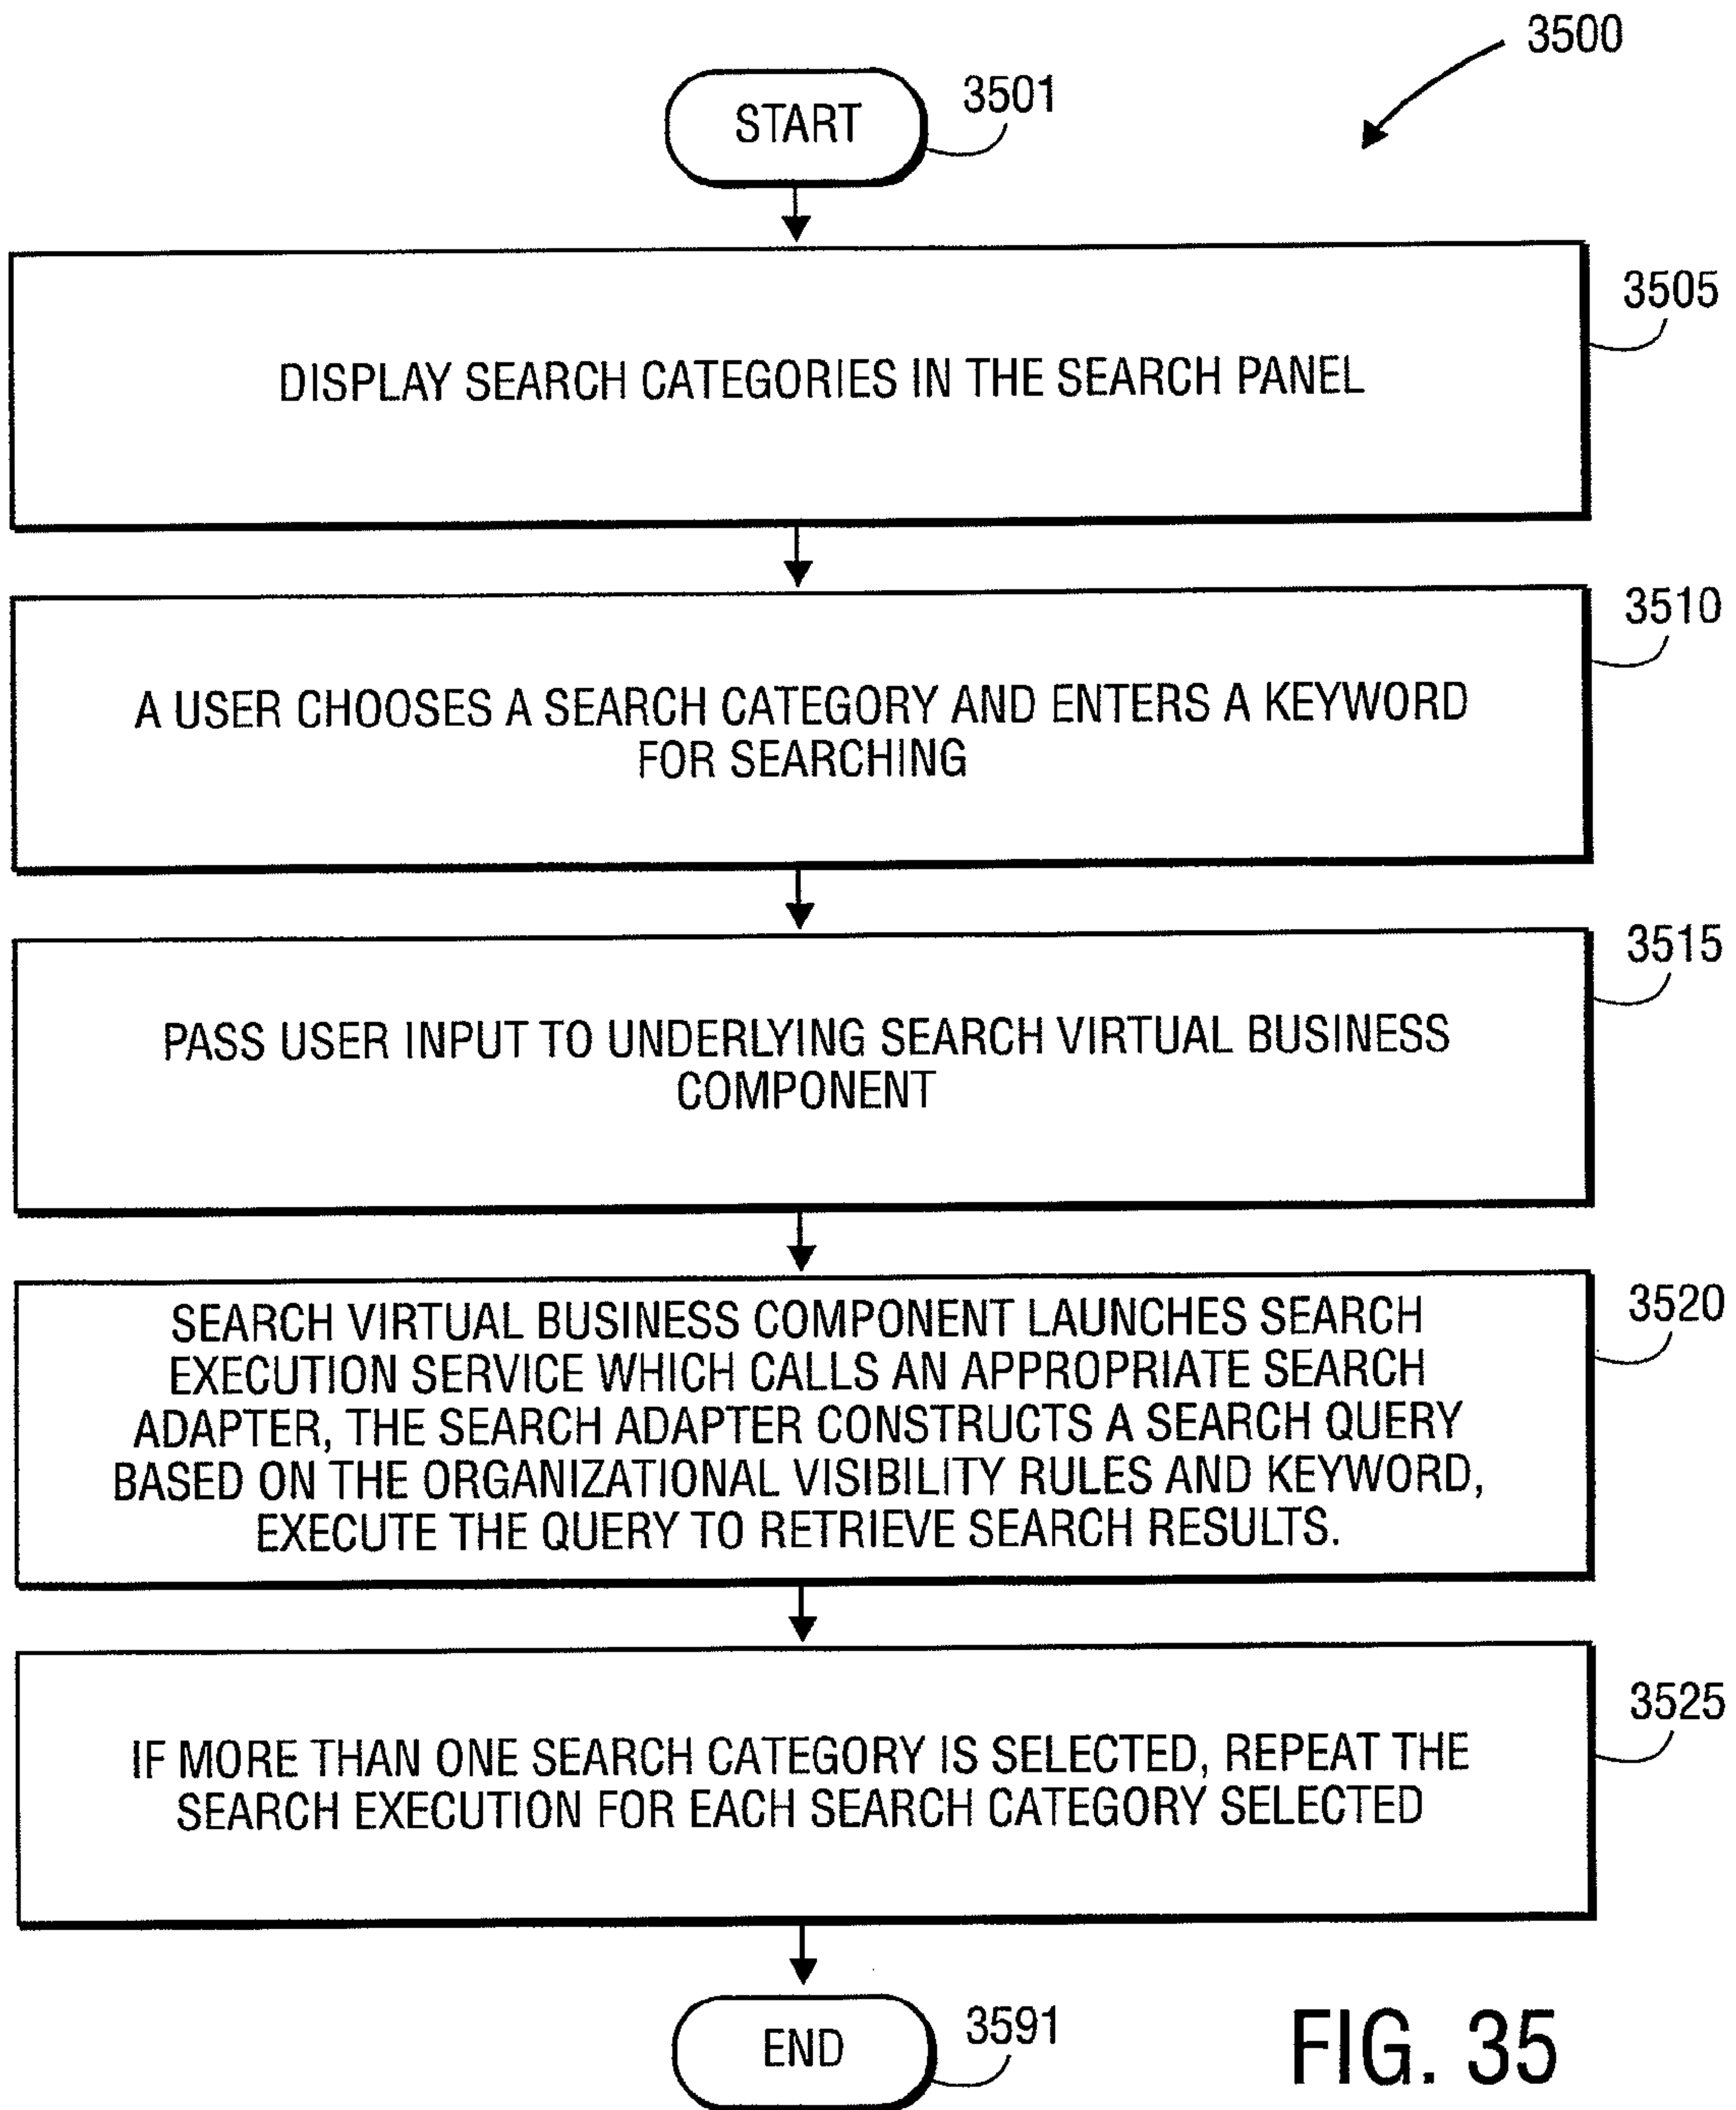 3500
START
3501
3505
DISPLAY SEARCH CATEGORIES IN THE SEARCH PANEL
3510
A USER CHOOSES A SEARCH CATEGORY AND ENTERS A KEYWORD
FOR SEARCHING
3515
PASS USER INPUT TO UNDERLYING SEARCH VIRTUAL BUSINESS
COMPONENT
3520
SEARCH VIRTUAL BUSINESS COMPONENT LAUNCHES SEARCH
EXECUTION SERVICE WHICH CALLS AN APPROPRIATE SEARCH
ADAPTER, THE SEARCH ADAPTER CONSTRUCTS A SEARCH QUERY
BASED ON THE ORGANIZATIONAL VISIBILITY RULES AND KEYWORD,
EXECUTE THE QUERY TO RETRIEVE SEARCH RESULTS.
3525
IF MORE THAN ONE SEARCH CATEGORY IS SELECTED, REPEAT THE
SEARCH EXECUTION FOR EACH SEARCH CATEGORY SELECTED
END
3591
FIG. 35